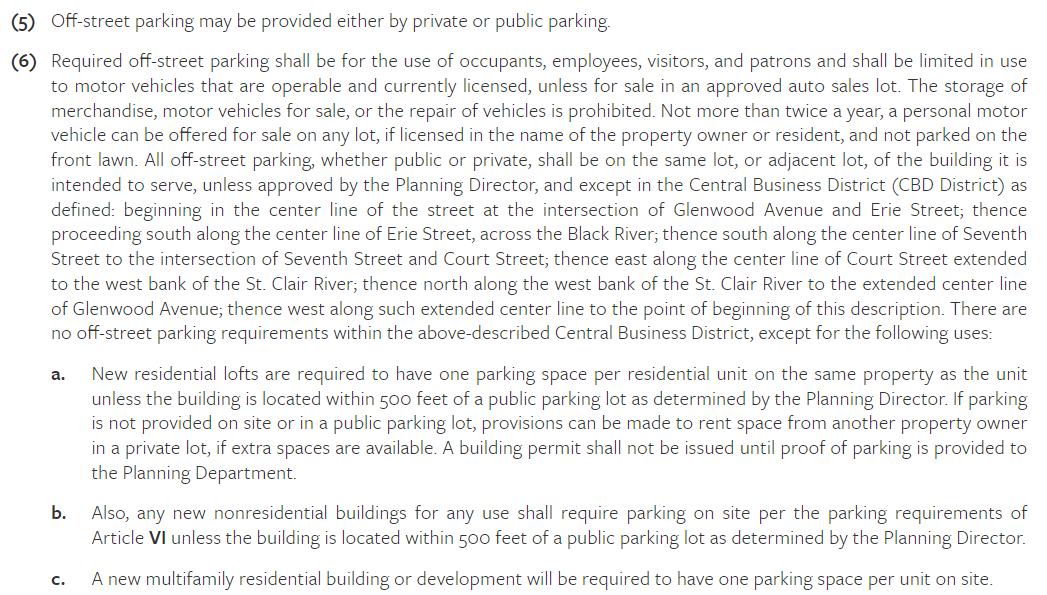 (5) Off-street parking may be provided either by private or public parking.
(6) Required off-street parking shall be for the use of occupants, employees, visitors, and patrons and shall be limited in use
to motor vehicles that are operable and currently licensed, unless for sale in an approved auto sales lot. The storage of
merchandise, motor vehicles for sale, or the repair of vehicles is prohibited. Not more than twice a year, a personal motor
vehicle can be offered for sale on any lot, if licensed in the name of the property owner or resident, and not parked on the
front lawn. All off-street parking, whether public or private, shall be on the same lot, or adjacent lot, of the building it is
intended to serve, unless approved by the Planning Director, and except in the Central Business District (CBD District) as
defined: beginning in the center line of the street at the intersection of Glenwood Avenue and Erie Street; thence
proceeding south along the center line of Erie Street, across the Black River; thence south along the center line of Seventh
Street to the intersection of Seventh Street and Court Street; thence east along the center line of Court Street extended
to the west bank of the St. Clair River; thence north along the west bank of the St. Clair River to the extended center line
of Glenwood Avenue; thence west along such extended center line to the point of beginning of this description. There are
no off-street parking requirements within the above-described Central Business District, except for the following uses:
a. New residential lofts are required to have one parking space per residential unit on the same property as the unit
unless the building is located within 500 feet of a public parking lot as determined by the Planning Director. If parking
is not provided on site or in a public parking lot, provisions can be made to rent space from another property owner
in a private lot, if extra spaces are available. A building permit shall not be issued until proof of parking is provided to
the Planning Department.
b. Also, any new nonresidential buildings for any use shall require parking on site per the parking requirements of
Article VI unless the building is located within 500 feet of a public parking lot as determined by the Planning Director.
c. A new multifamily residential building or development will be required to have one parking space per unit on site.